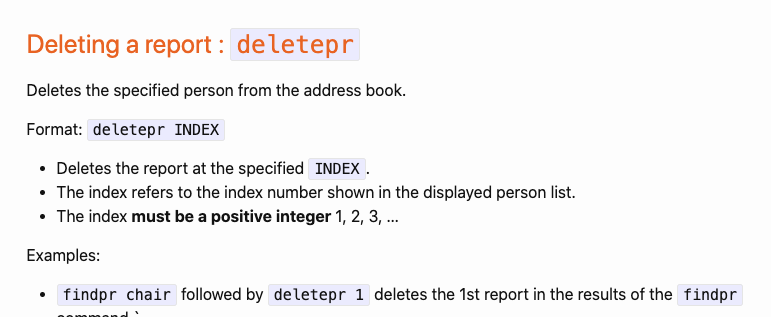 Deleting a report : deletepr
Deletes the specified person from the address book.
Format: deletepr INDEX
• Deletes the report at the specified INDEX.
• The index refers to the index number shown in the displayed person list.
• The index must be a positive integer 1, 2, 3, ...
Examples:
• findpr chair followed by deletepr 1 deletes the 1st report in the results of the findpr
command.`